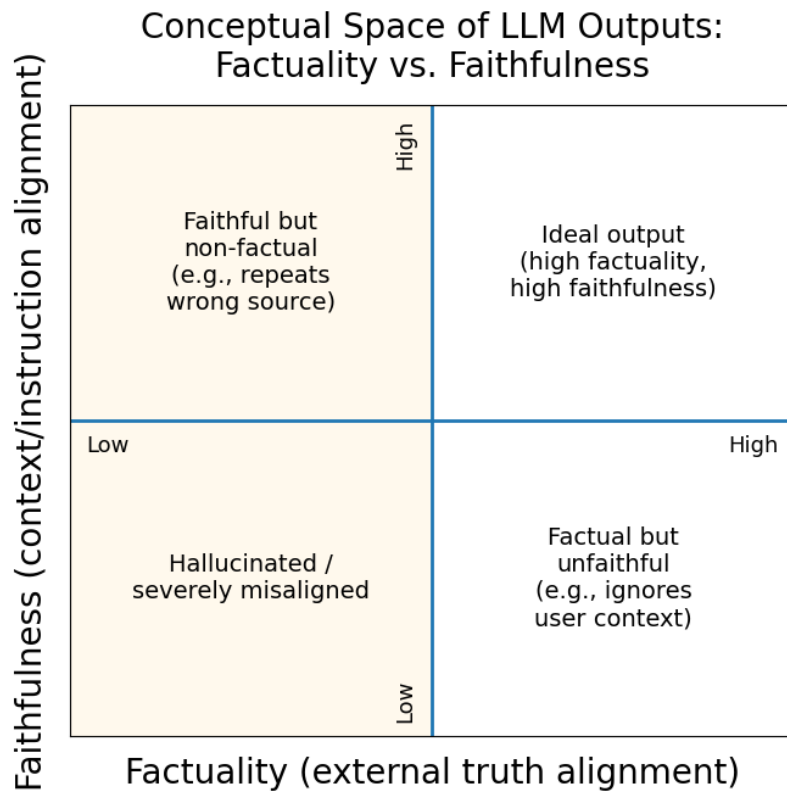 Conceptual Space of LLM Outputs:
Factuality vs. Faithfulness
Faithfulness (context/instruction alignment)
High
Faithful but
non-factual
(e.g., repeats
wrong source)
Ideal output
(high factuality,
high faithfulness)
Low
High
Hallucinated /
severely misaligned
Factual but
unfaithful
(e.g., ignores
user context)
Low
Factuality (external truth alignment)